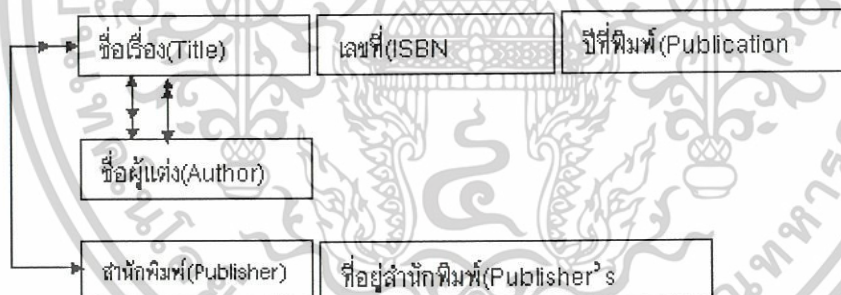 ชื่อเรื่อง(Title) เลขที่(ISBN ปีที่พิมพ์(Publication
ชื่อผู้แต่ง(Author)
สำนักพิมพ์(Publisher) ที่อยู่สำนักพิมพ์(Publisher's